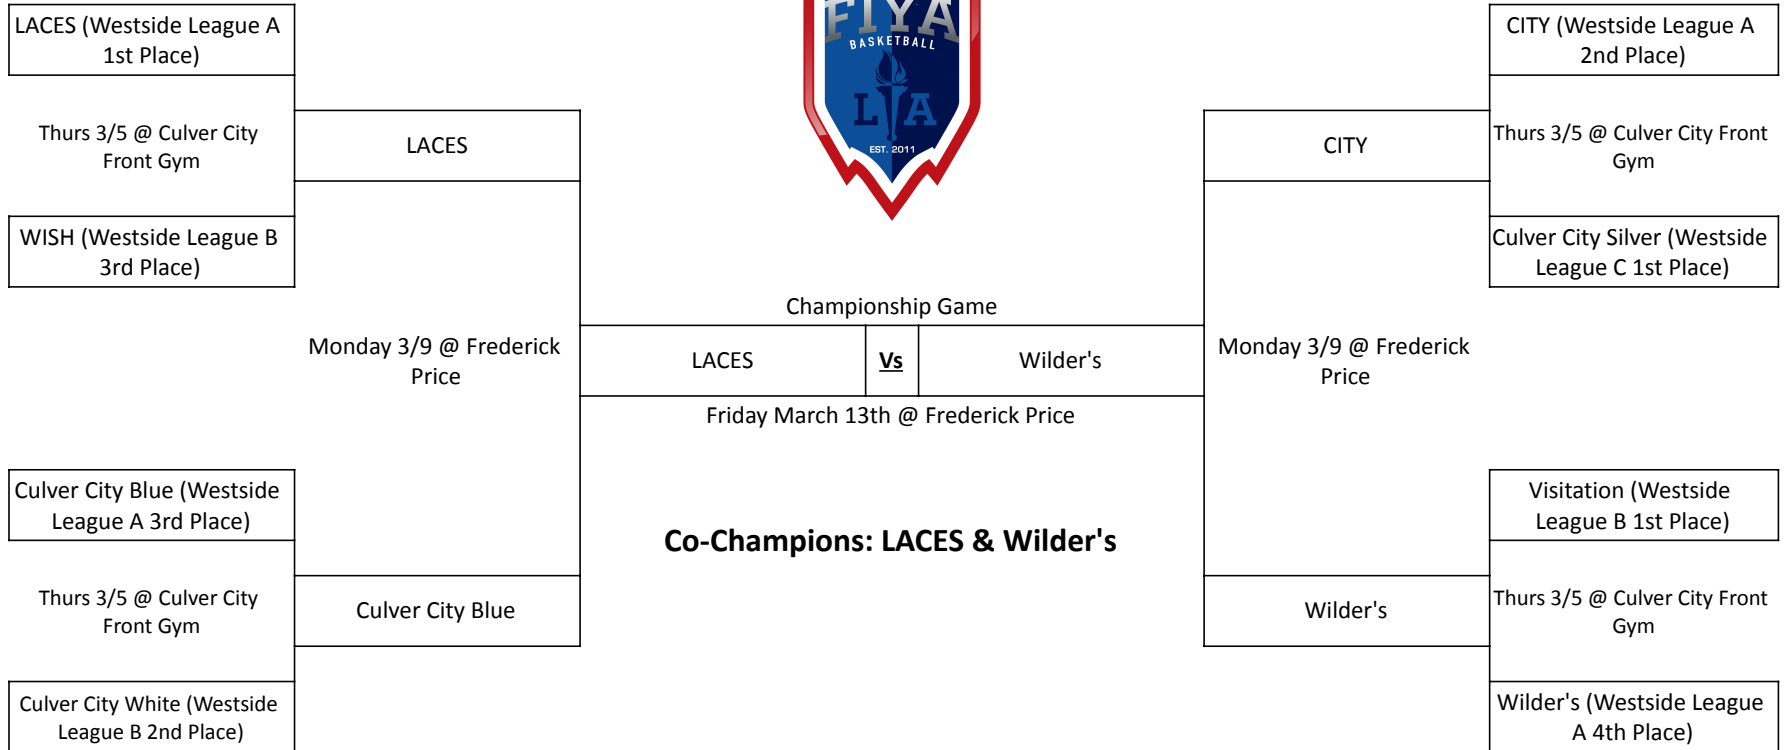 FIYA
BASKETBALL
LA
EST. 2011
LACES (Westside League A
1st Place)
Thurs 3/5 @ Culver City
Front Gym
WISH (Westside League B
3rd Place)
LACES
Monday 3/9 @ Frederick
Price
Culver City Blue (Westside
League A 3rd Place)
Thurs 3/5 @ Culver City
Front Gym
Culver City White (Westside
League B 2nd Place)
Culver City Blue
Championship Game
LACES
Vs
Wilder's
Friday March 13th @ Frederick Price
Co-Champions: LACES & Wilder's
CITY
Monday 3/9 @ Frederick
Price
Wilder's
CITY (Westside League A
2nd Place)
Thurs 3/5 @ Culver City Front
Gym
Culver City Silver (Westside
League C 1st Place)
Visitation (Westside
League B 1st Place)
Thurs 3/5 @ Culver City Front
Gym
Wilder's (Westside League
A 4th Place)